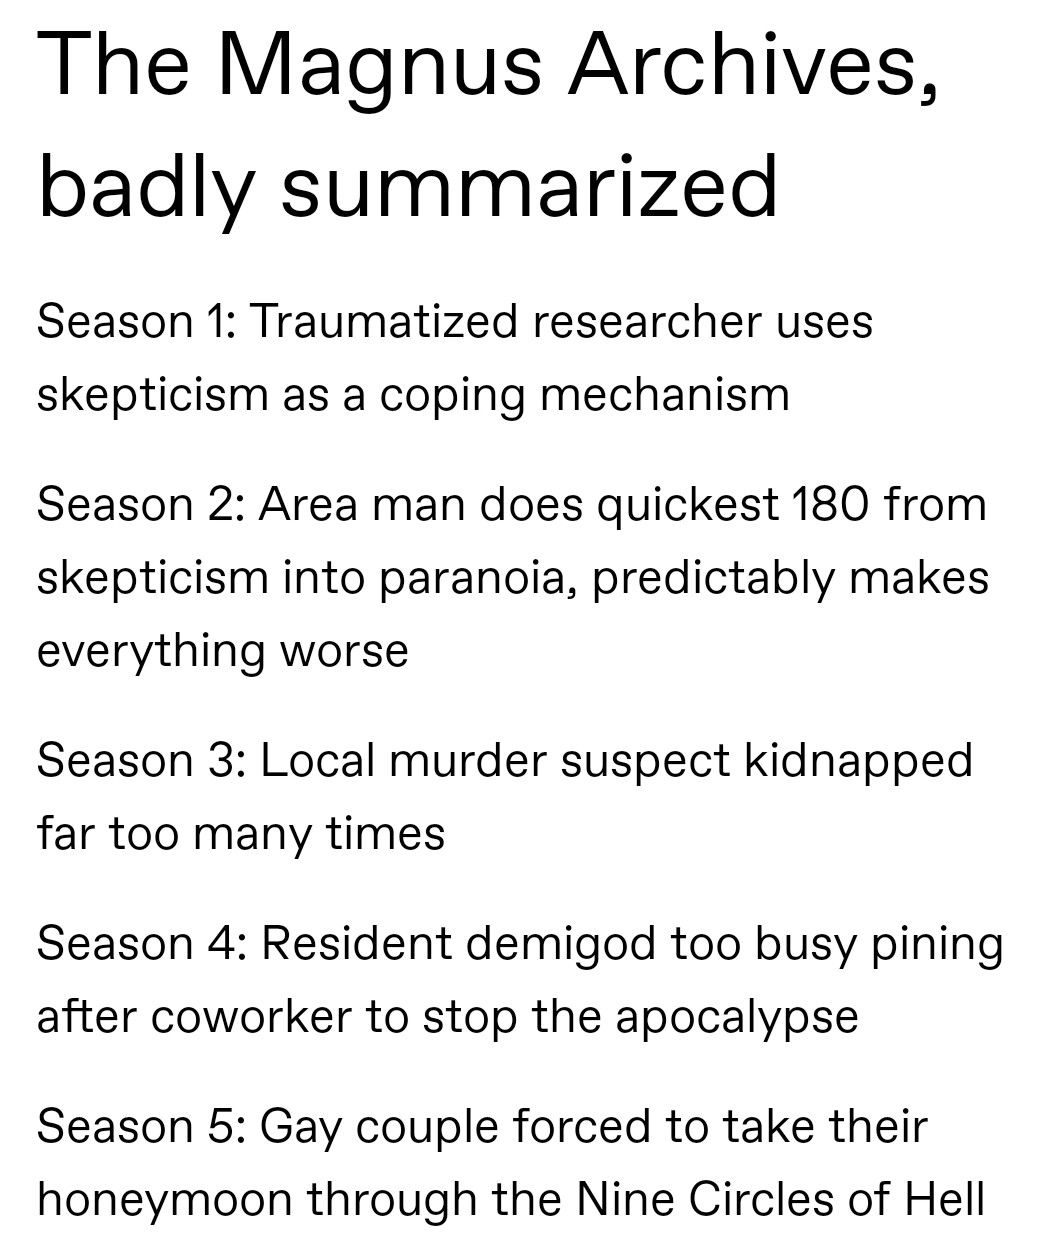 The Magnus Archives,
badly summarized
Season 1: Traumatized researcher uses
skepticism as a coping mechanism
Season 2: Area man does quickest 180 from
skepticism into paranoia, predictably makes
everything worse
Season 3: Local murder suspect kidnapped
far too many times
Season 4: Resident demigod too busy pining
after coworker to stop the apocalypse
Season 5: Gay couple forced to take their
honeymoon through the Nine Circles of Hell